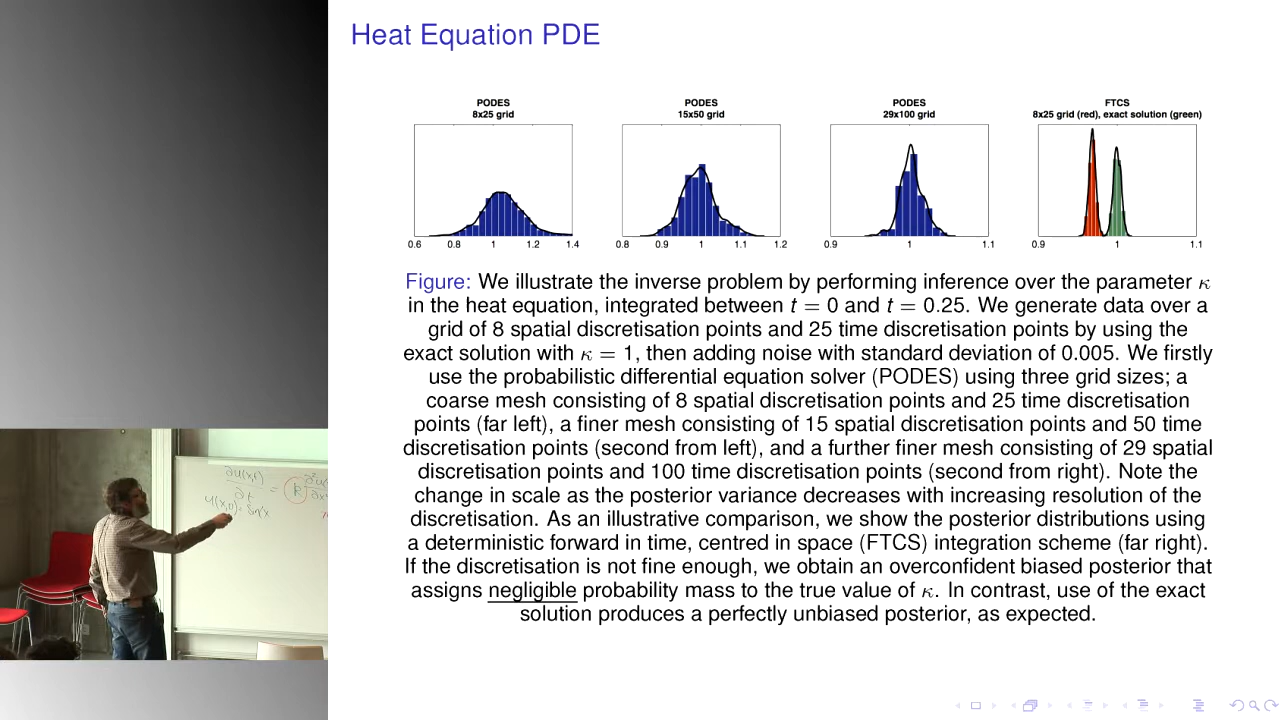 Heat Equation PDE
PODES
8x25 grid
PODES
15x50 grid
PODES
29x100 grid
FTCS
8x25 grid (red), exact solution (green)
0.6 0.8 1 1.2 1.4
0.8 0.9 1 1.1 1.2
0.9 1 1.1
0.9 1 1.1
Figure: We illustrate the inverse problem by performing inference over the parameter κ
in the heat equation, integrated between t = 0 and t = 0.25. We generate data over a
grid of 8 spatial discretisation points and 25 time discretisation points by using the
exact solution with κ = 1, then adding noise with standard deviation of 0.005. We firstly
use the probabilistic differential equation solver (PODES) using three grid sizes; a
coarse mesh consisting of 8 spatial discretisation points and 25 time discretisation
points (far left), a finer mesh consisting of 15 spatial discretisation points and 50 time
discretisation points (second from left), and a further finer mesh consisting of 29 spatial
discretisation points and 100 time discretisation points (second from right). Note the
change in scale as the posterior variance decreases with increasing resolution of the
discretisation. As an illustrative comparison, we show the posterior distributions using
a deterministic forward in time, centred in space (FTCS) integration scheme (far right).
If the discretisation is not fine enough, we obtain an overconfident biased posterior that
assigns negligible probability mass to the true value of κ. In contrast, use of the exact
solution produces a perfectly unbiased posterior, as expected.
∂u(x,t)
∂t
=